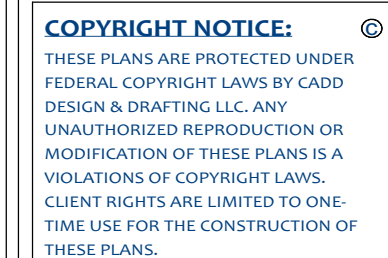 COPYRIGHT NOTICE: ©
THESE PLANS ARE PROTECTED UNDER
FEDERAL COPYRIGHT LAWS BY CADD
DESIGN & DRAFTING LLC. ANY
UNAUTHORIZED REPRODUCTION OR
MODIFICATION OF THESE PLANS IS A
VIOLATIONS OF COPYRIGHT LAWS.
CLIENT RIGHTS ARE LIMITED TO ONE-
TIME USE FOR THE CONSTRUCTION OF
THESE PLANS.